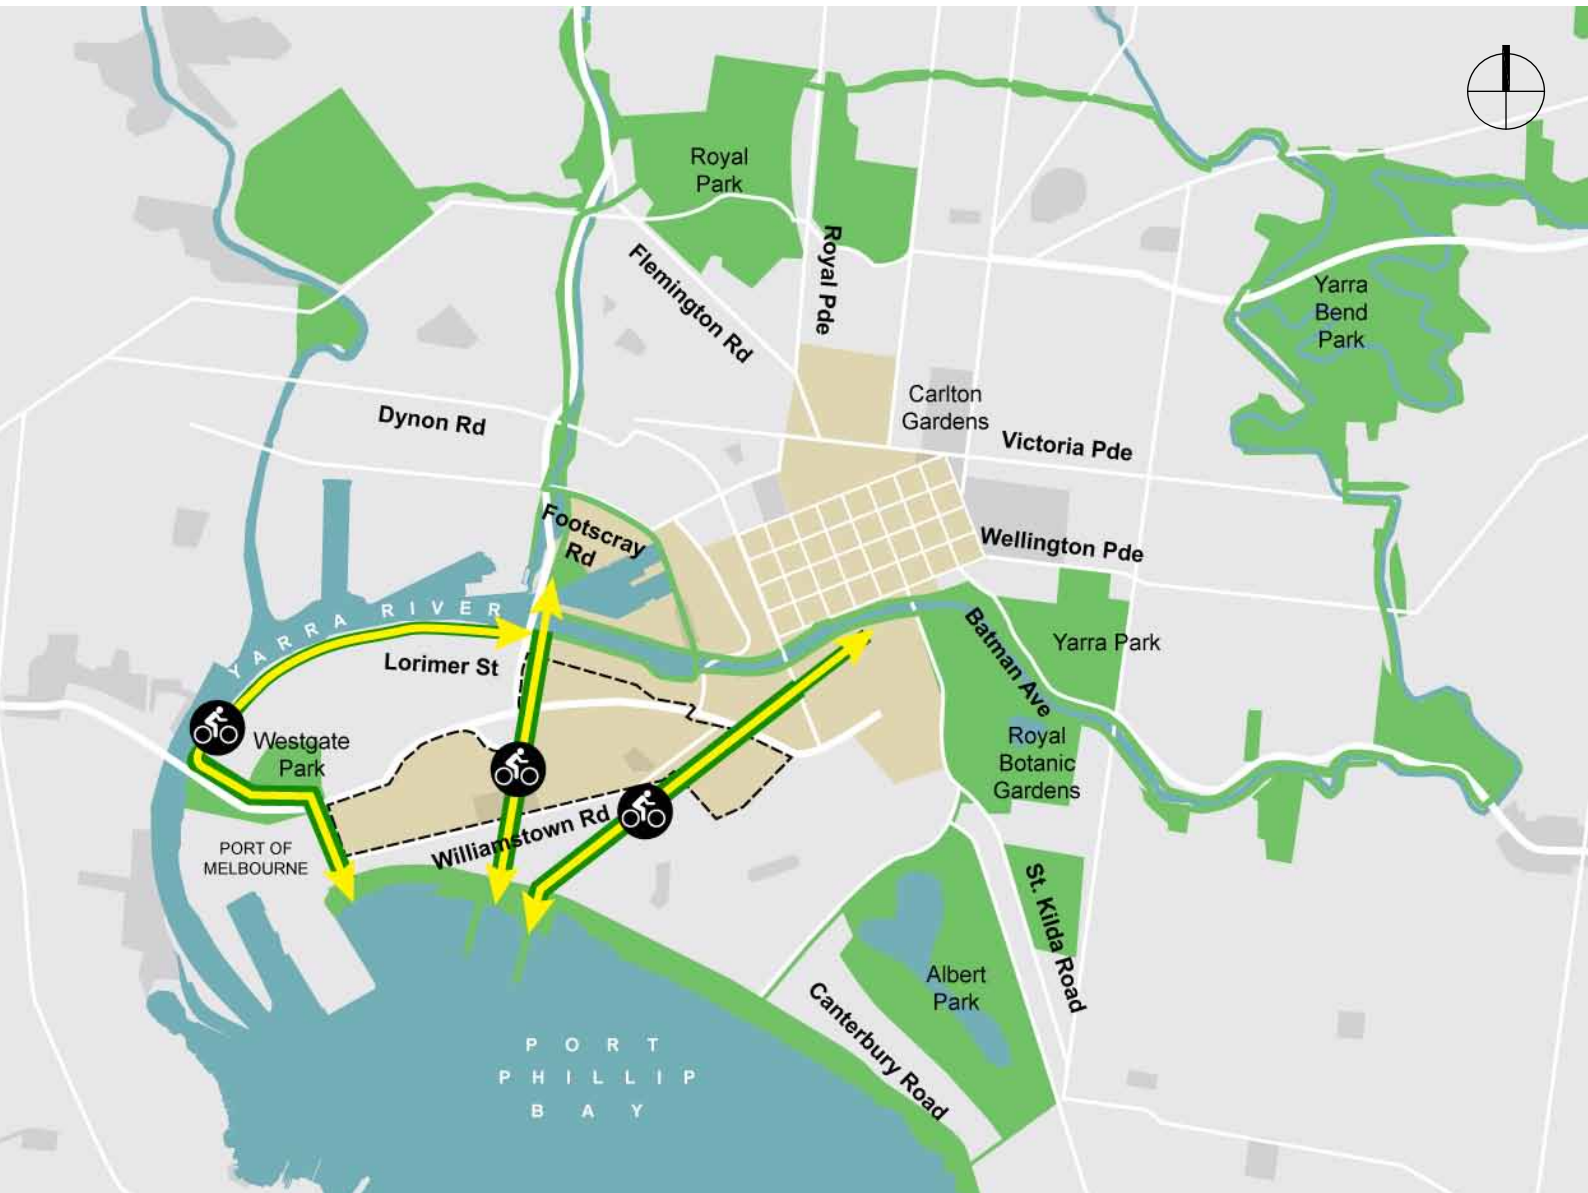 Royal
Park
Royal Pde
Flemington Rd
Yarra
Bend
Park
Carlton
Gardens
Dynon Rd
Victoria Pde
Footscray
Rd
Wellington Pde
YARRA RIVER
Batman Ave
Yarra Park
Lorimer St
Westgate
Park
Royal
Botanic
Gardens
Williamstown Rd
PORT OF
MELBOURNE
St. Kilda Road
Albert
Park
Canterbury Road
PORT
PHILLIP
BAY